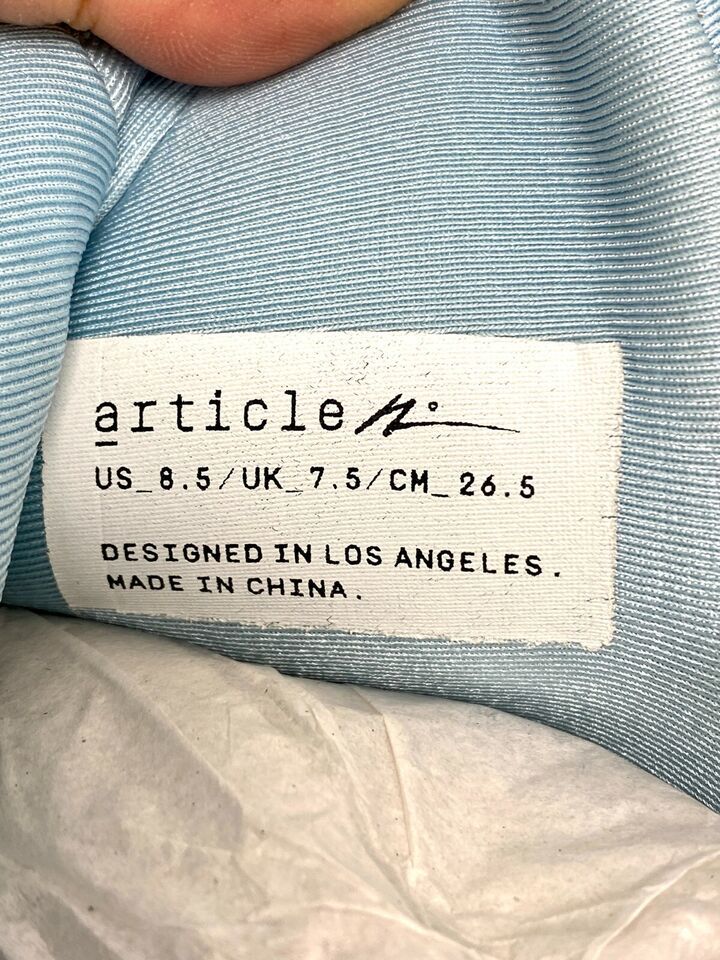 article N°
US_8.5/UK_7.5/CM_26.5
DESIGNED IN LOS ANGELES.
MADE IN CHINA.